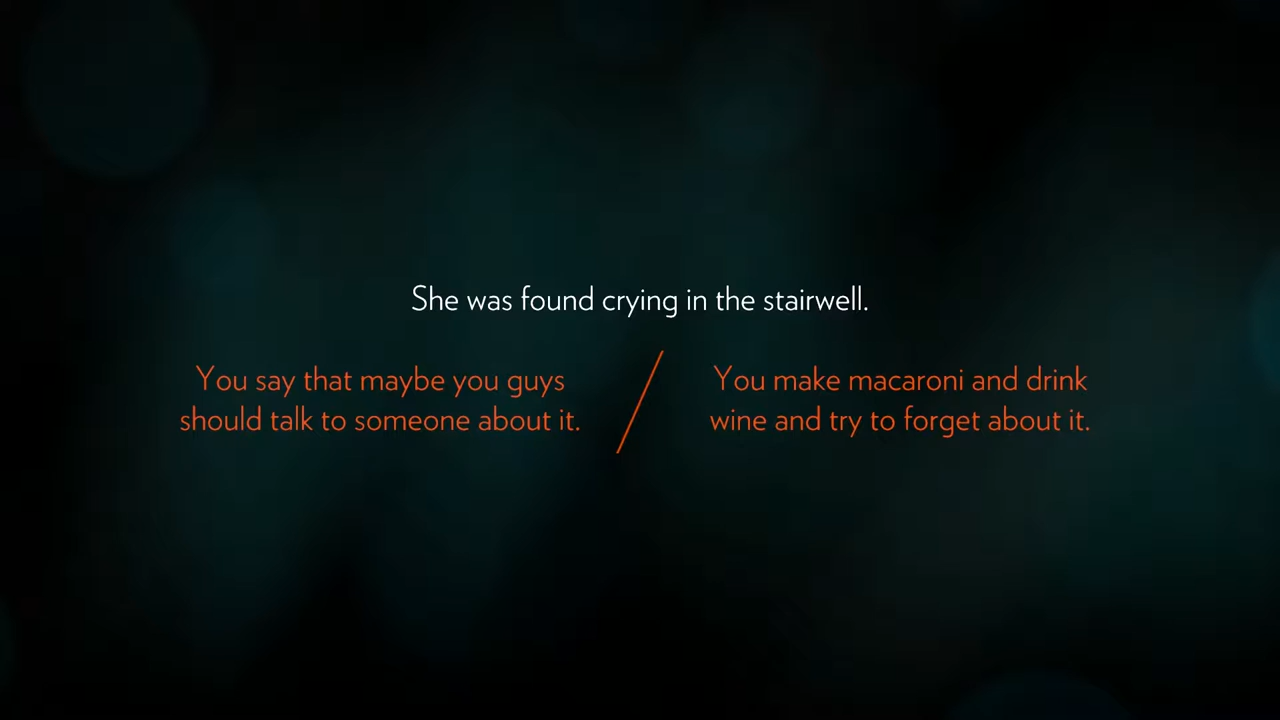 She was found crying in the stairwell.
You say that maybe you guys
should talk to someone about it.
You make macaroni and drink
wine and try to forget about it.